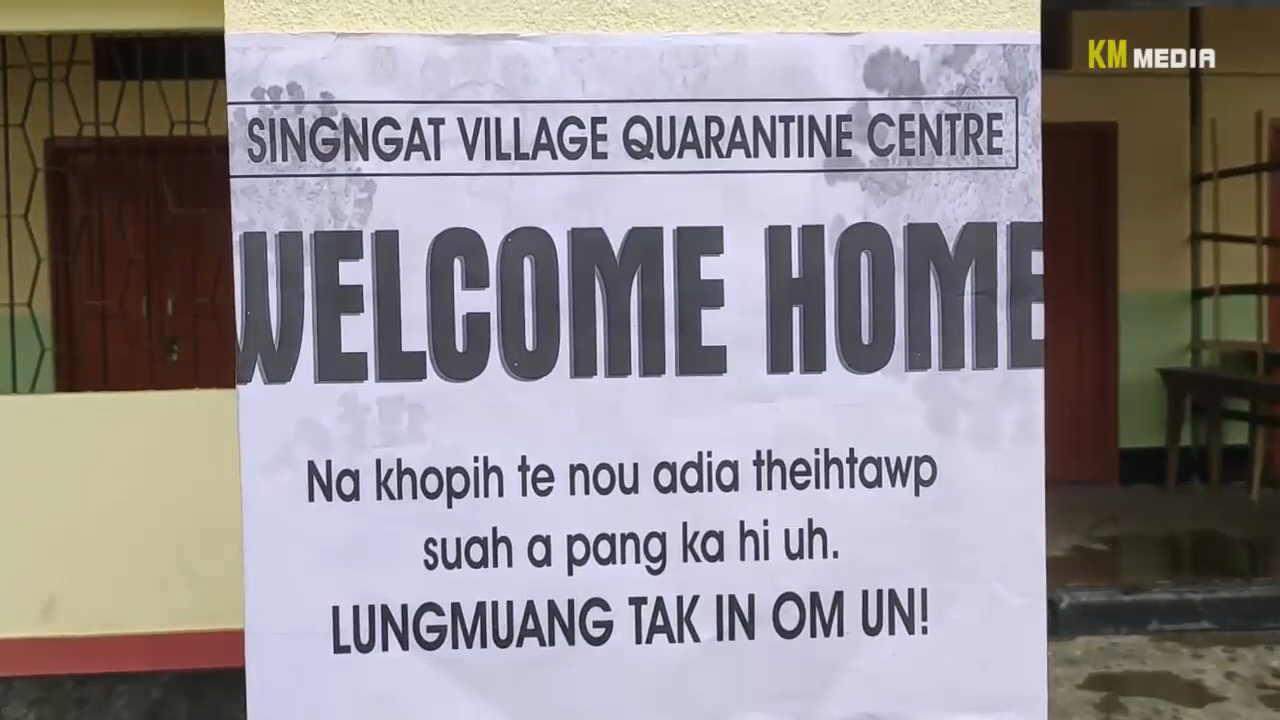 KM MEDIA
SINGNGAT VILLAGE QUARANTINE CENTRE
WELCOME HOME
Na khopih te nou adia theihtawp
suah a pang ka hi uh.
LUNGMUANG TAK IN OM UN!